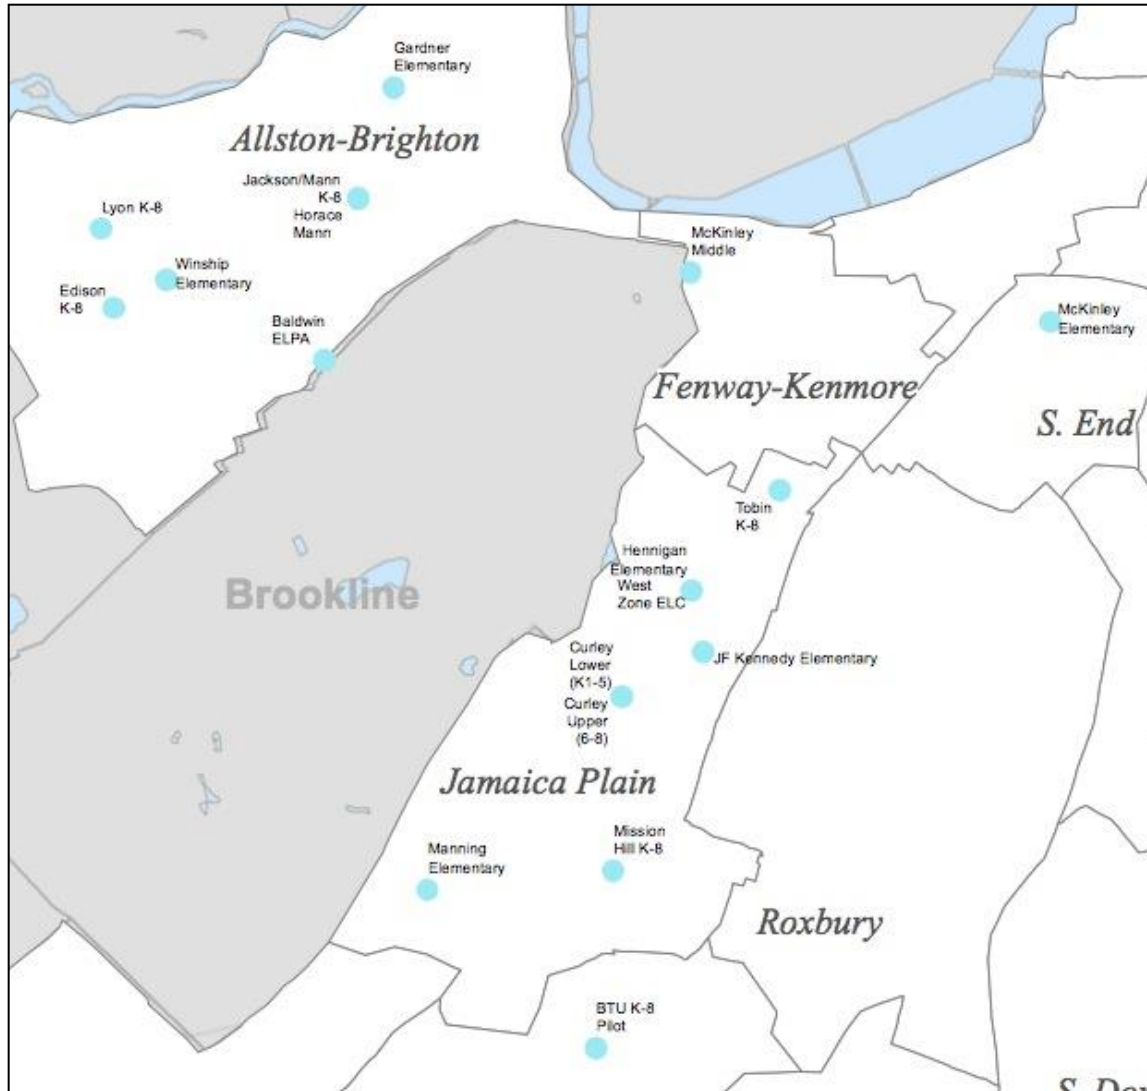 Gardner
Elementary
Allston-Brighton
Jackson/Mann
K-8
Horace
Mann
Lyon K-8
Winship
Elementary
Edison
K-8
Baldwin
ELPA
McKinley
Middle
McKinley
Elementary
Fenway-Kenmore
S. End
Tobin
K-8
Hennigan
Elementary
West
Zone ELC
Brookline
JF Kennedy Elementary
Curley
Lower
(K1-5)
Curley
Upper
(6-8)
Jamaica Plain
Mission
Hill K-8
Manning
Elementary
Roxbury
BTU K-8
Pilot